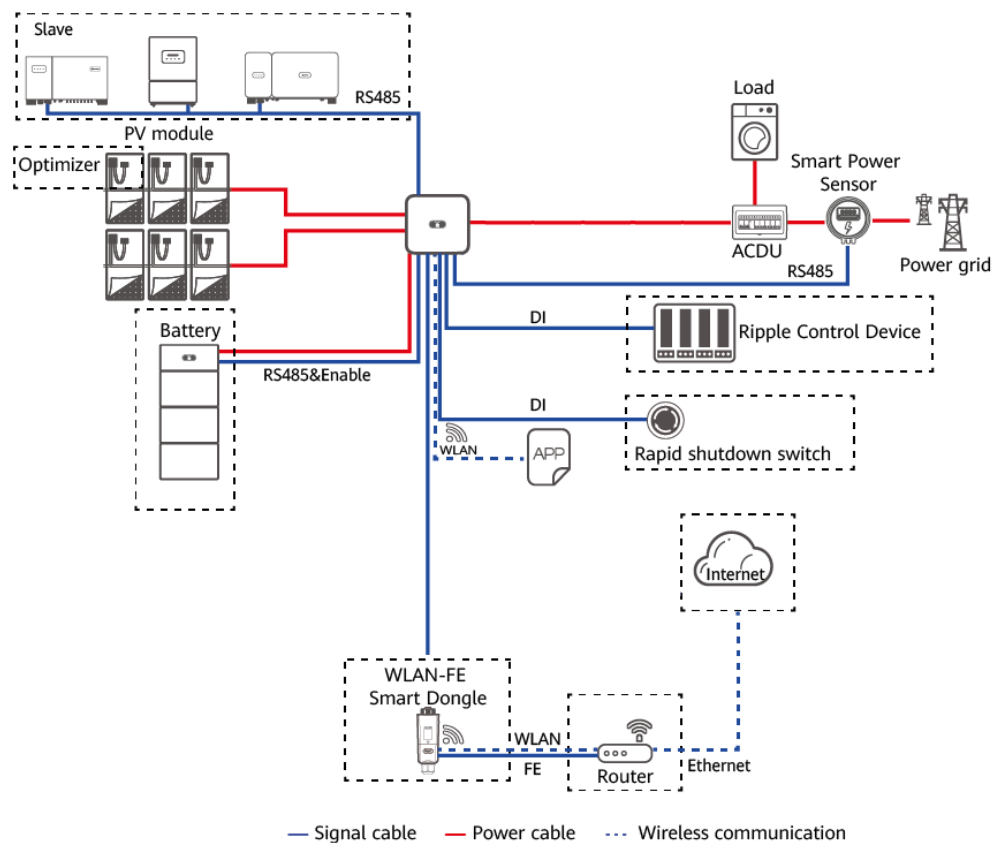 Slave
RS485
PV module
Optimizer
Load
Smart Power
Sensor
ACDU
Power grid
RS485
DI
Ripple Control Device
Battery
RS485&Enable
DI
WLAN
APP
Rapid shutdown switch
Internet
WLAN-FE
Smart Dongle
WLAN
FE
Router
Ethernet
Signal cable
Power cable
Wireless communication